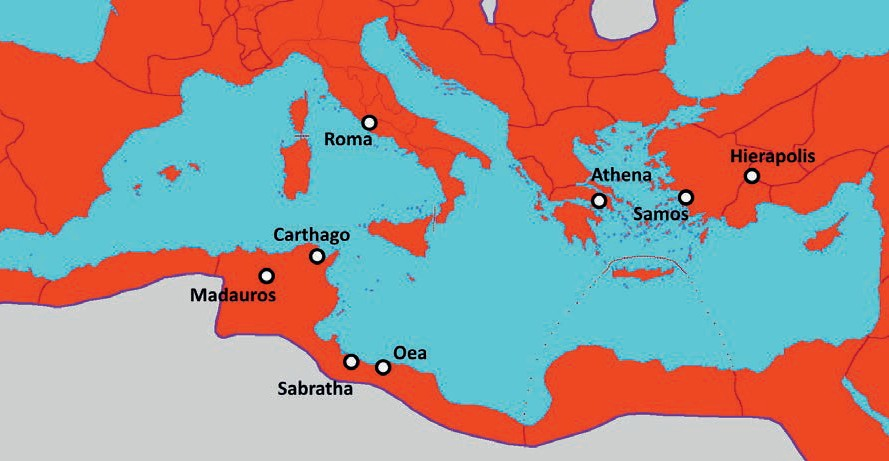 Roma
Hierapolis
Athena
Samos
Carthago
Madauros
Oea
Sabratha